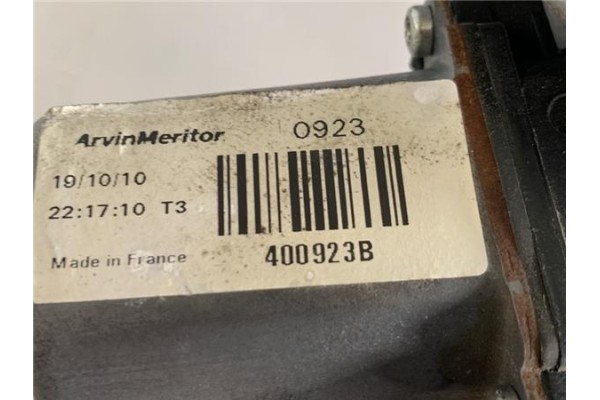 ArvinMeritor 0923
19/10/10
22:17:10 T3
Made in France 400923B